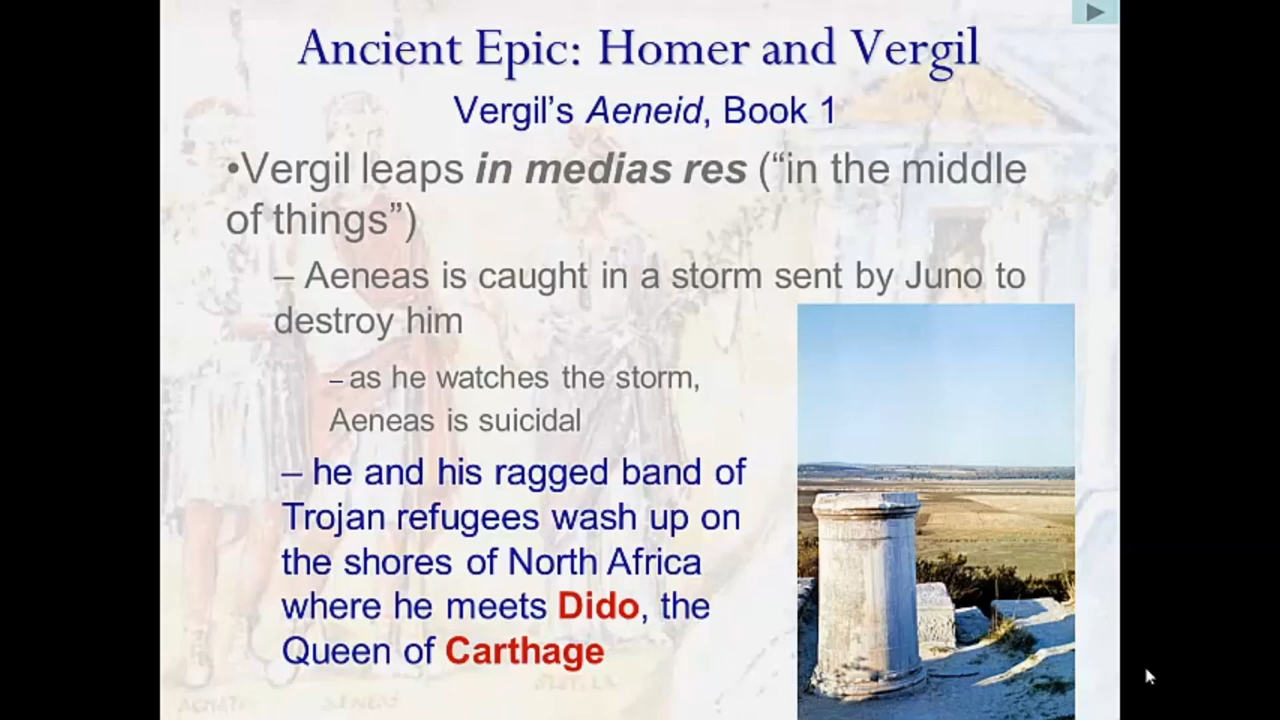 Ancient Epic: Homer and Vergil
Vergil's Aeneid, Book 1
•Vergil leaps in medias res (“in the middle
of things”)
– Aeneas is caught in a storm sent by Juno to
destroy him
– as he watches the storm,
Aeneas is suicidal
– he and his ragged band of
Trojan refugees wash up on
the shores of North Africa
where he meets Dido, the
Queen of Carthage